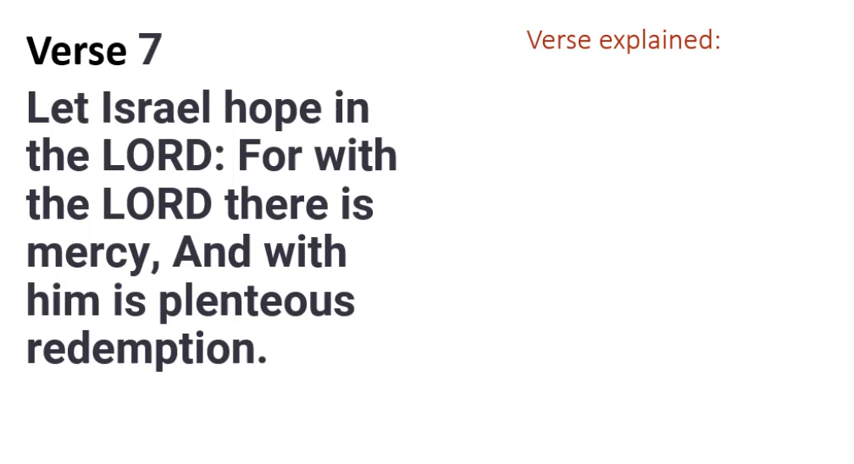 Verse 7
Let Israel hope in
the LORD: For with
the LORD there is
mercy, And with
him is plenteous
redemption.
Verse explained: